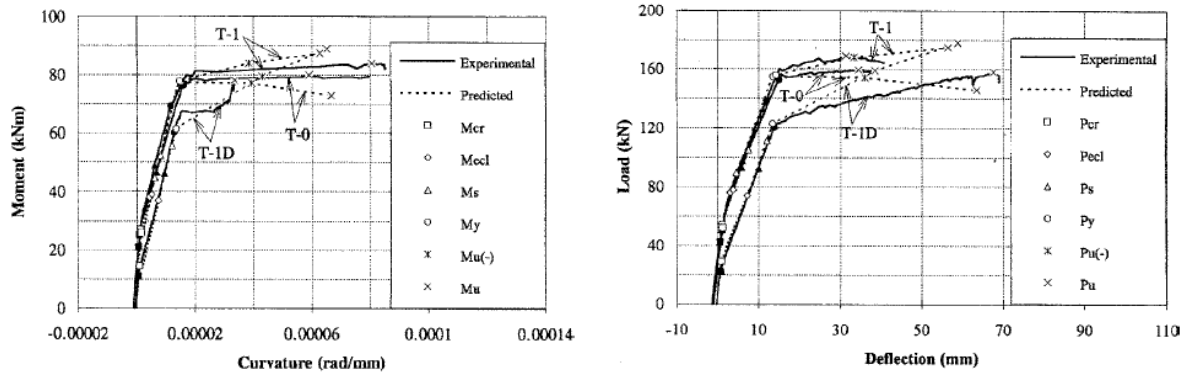 100
80
60
40
20
0
Moment (kNm)
T-1
T-0
T-1D
Experimental
Predicted
Mcr
Mecl
Ms
My
Mu(-)
Mu
-0.00002 0.00002 0.00006 0.0001 0.00014
Curvature (rad/mm)
200
160
120
80
40
0
Load (kN)
T-1
T-0
T-1D
Experimental
Predicted
Pcr
Pecl
Ps
Py
Pu(-)
Pu
-10 10 30 50 70 90 110
Deflection (mm)